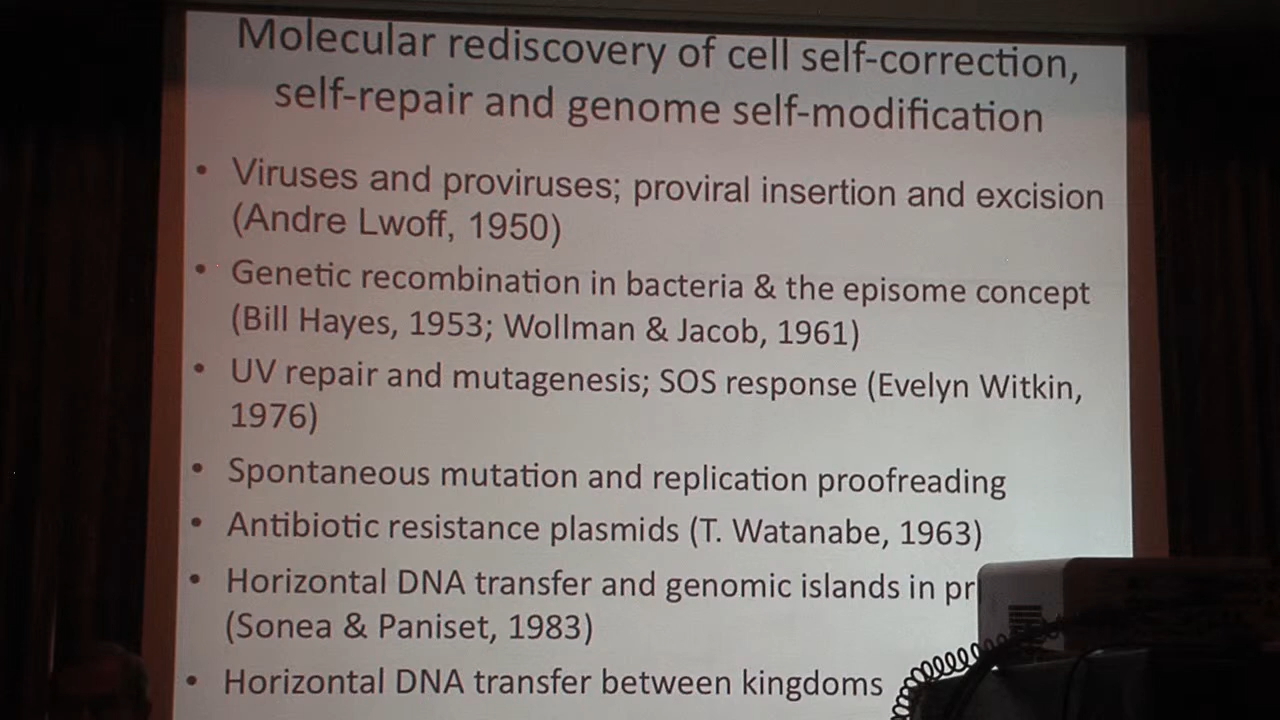 Molecular rediscovery of cell self-correction,
self-repair and genome self-modification
• Viruses and proviruses; proviral insertion and excision
(Andre Lwoff, 1950)
• Genetic recombination in bacteria & the episome concept
(Bill Hayes, 1953; Wollman & Jacob, 1961)
• UV repair and mutagenesis; SOS response (Evelyn Witkin,
1976)
• Spontaneous mutation and replication proofreading
• Antibiotic resistance plasmids (T. Watanabe, 1963)
• Horizontal DNA transfer and genomic islands in
(Sonea & Paniset, 1983)
• Horizontal DNA transfer between kingdoms